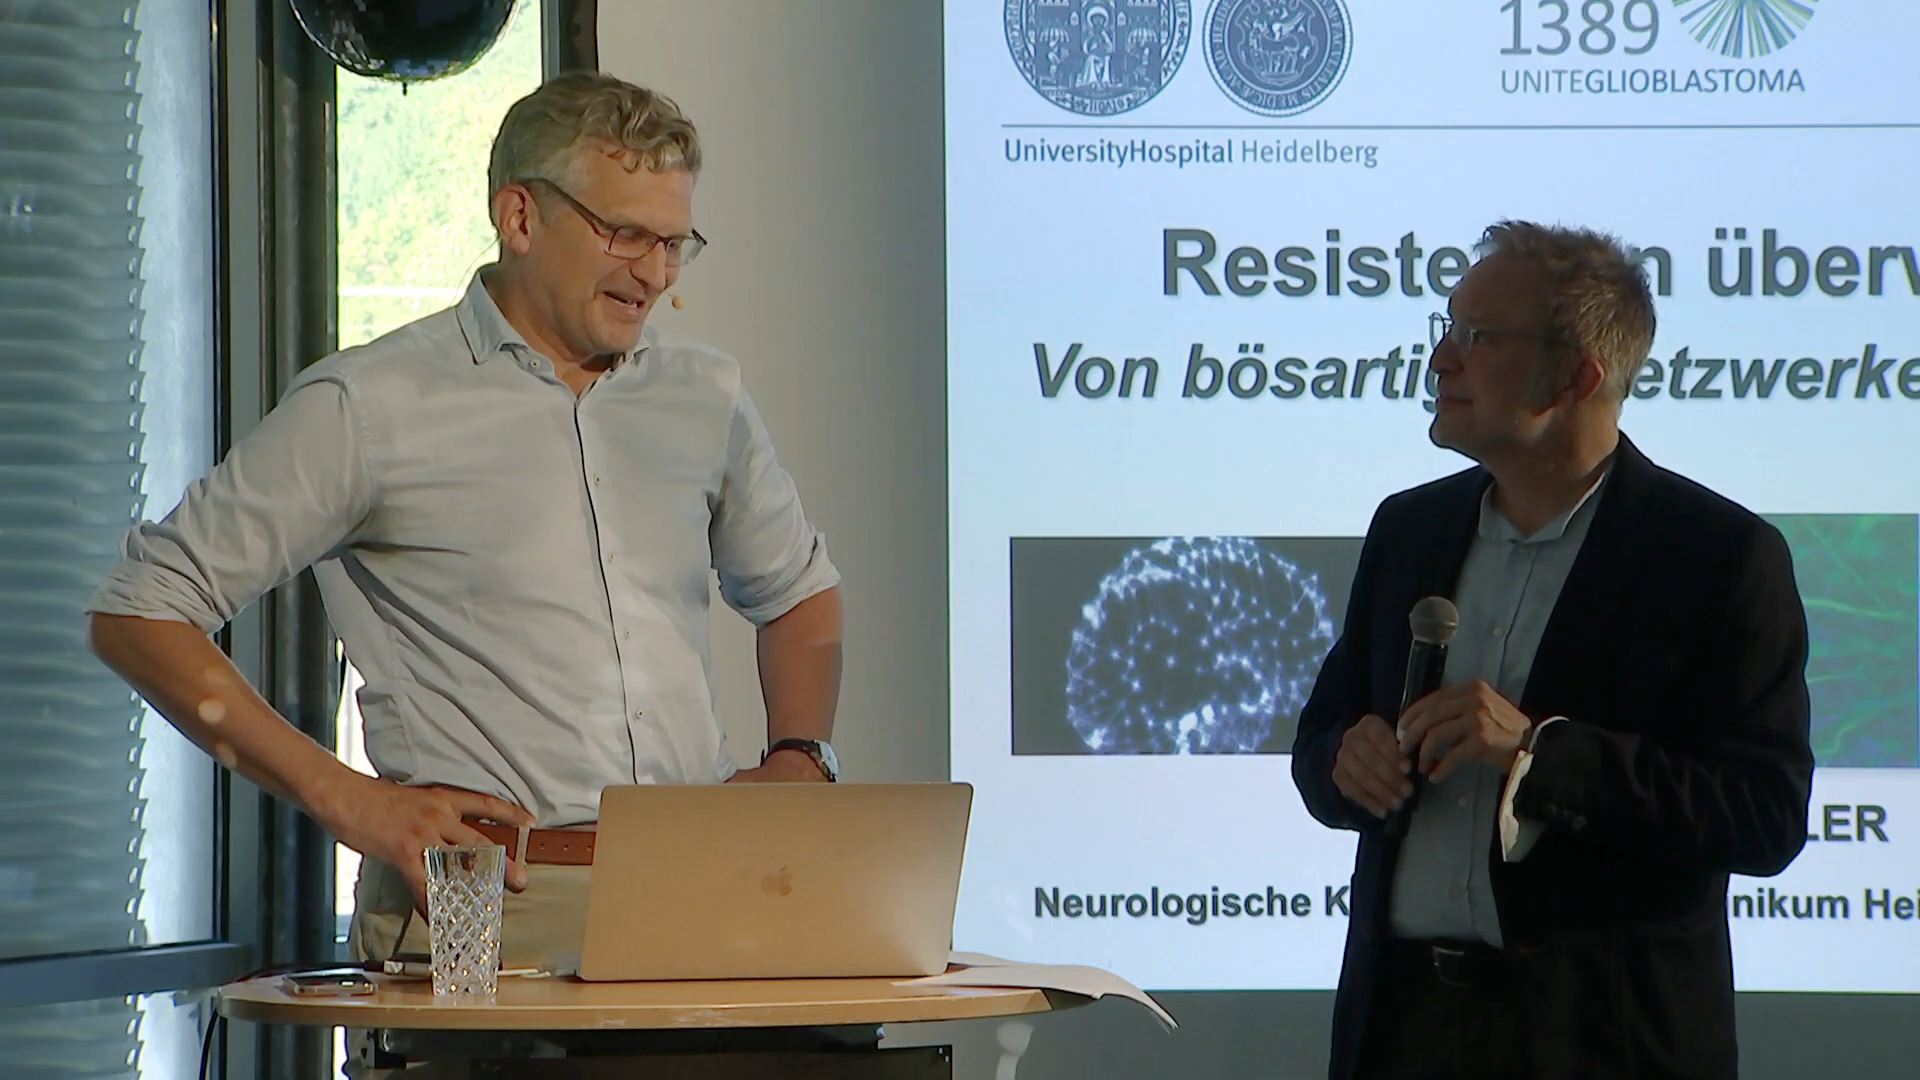 1389
UNITEGLIOBLASTOMA
UniversityHospital Heidelberg
Resiste n überv
Von bösartig etzwerke
LER
Neurologische K nikum Hei